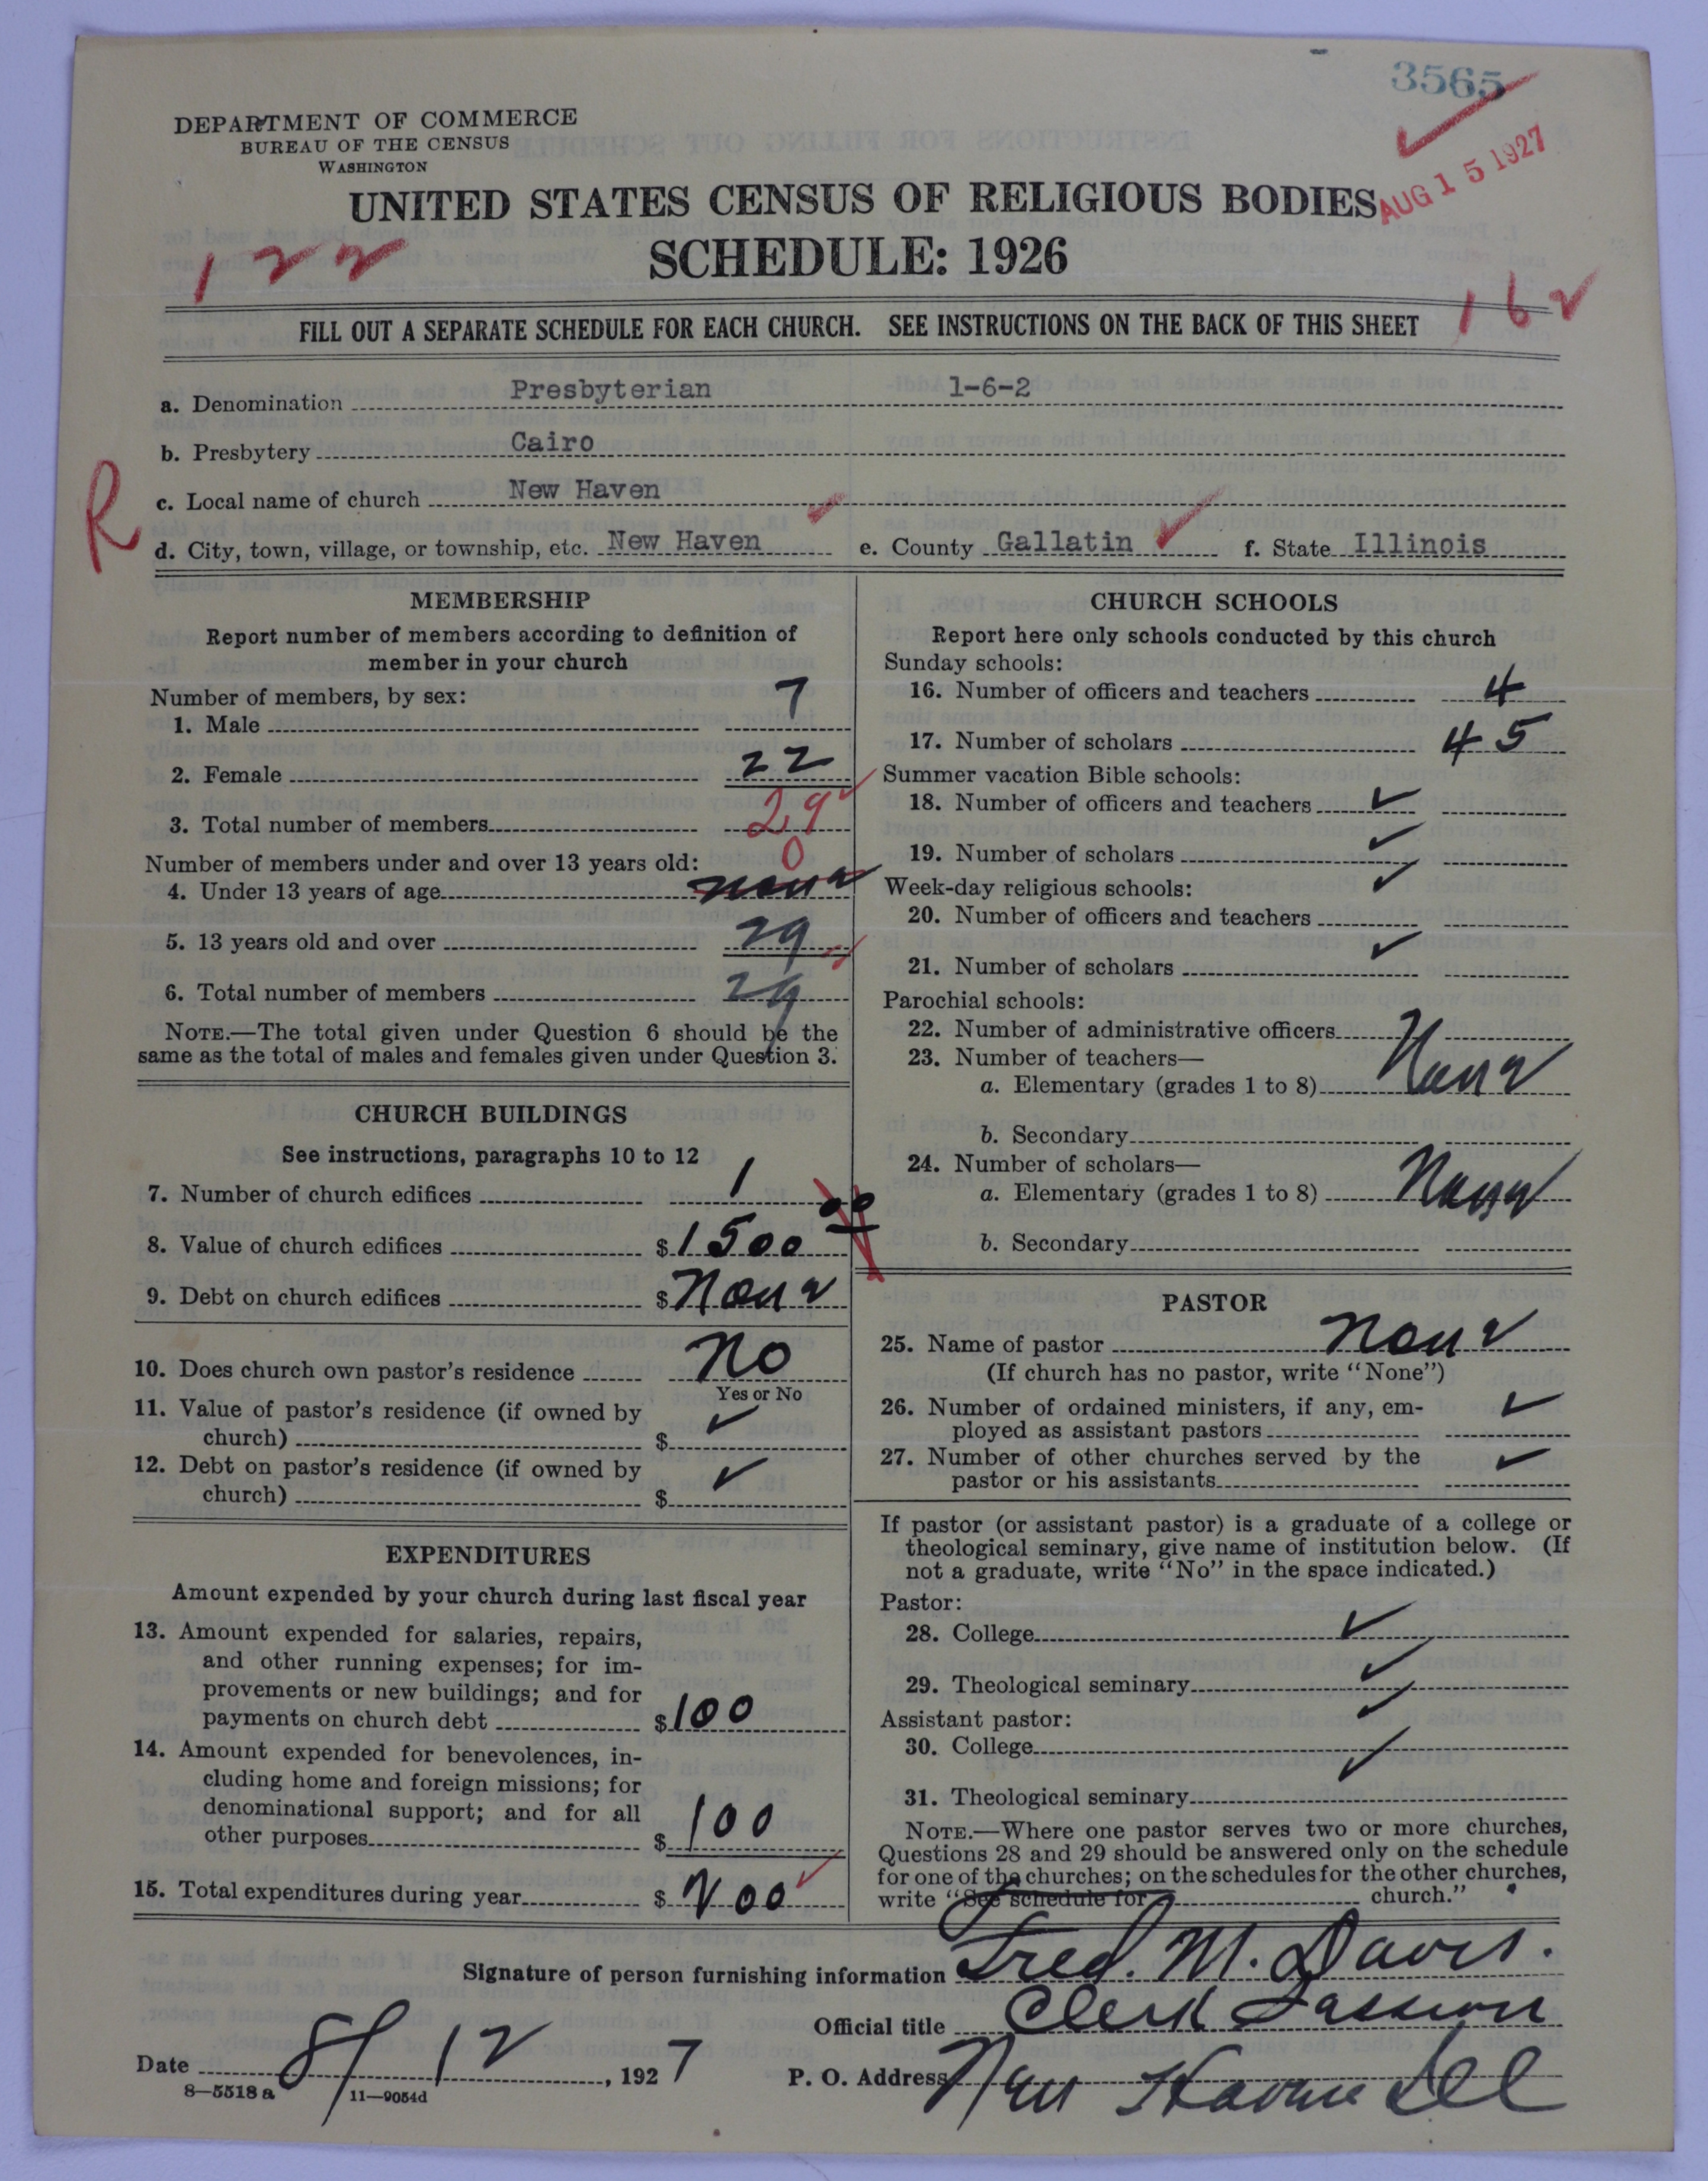 3565
DEPARTMENT OF COMMERCE
BUREAU OF THE CENSUS
WASHINGTON
AUG 15 1927
UNITED STATES CENSUS OF RELIGIOUS BODIES
SCHEDULE: 1926
122
162
FILL OUT A SEPARATE SCHEDULE FOR EACH CHURCH. SEE INSTRUCTIONS ON THE BACK OF THIS SHEET
a. Denomination Presbyterian 1-6-2
b. Presbytery Cairo
R
c. Local name of church New Haven
d. City, town, village, or township, etc. New Haven e. County Gallatin f. State Illinois
MEMBERSHIP
Report number of members according to definition of
member in your church
Number of members, by sex:
1. Male 7
2. Female 22
3. Total number of members 29
Number of members under and over 13 years old:
0
4. Under 13 years of age none
5. 13 years old and over 29
6. Total number of members 29
NOTE.—The total given under Question 6 should be the
same as the total of males and females given under Question 3.
CHURCH BUILDINGS
See instructions, paragraphs 10 to 12
7. Number of church edifices 1
8. Value of church edifices $1500 00
9. Debt on church edifices $None
10. Does church own pastor's residence No
Yes or No
11. Value of pastor's residence (if owned by
church) $ ✓
12. Debt on pastor's residence (if owned by
church) $ ✓
EXPENDITURES
Amount expended by your church during last fiscal year
13. Amount expended for salaries, repairs,
and other running expenses; for im-
provements or new buildings; and for
payments on church debt $100
14. Amount expended for benevolences, in-
cluding home and foreign missions; for
denominational support; and for all
other purposes $100
15. Total expenditures during year $200
CHURCH SCHOOLS
Report here only schools conducted by this church
Sunday schools:
16. Number of officers and teachers 4
17. Number of scholars 45
Summer vacation Bible schools:
18. Number of officers and teachers ✓
19. Number of scholars ✓
Week-day religious schools:
20. Number of officers and teachers ✓
21. Number of scholars ✓
Parochial schools:
22. Number of administrative officers
23. Number of teachers—
a. Elementary (grades 1 to 8) None
b. Secondary
24. Number of scholars—
a. Elementary (grades 1 to 8) None
b. Secondary
PASTOR
25. Name of pastor None
(If church has no pastor, write "None")
26. Number of ordained ministers, if any, em-
ployed as assistant pastors ✓
27. Number of other churches served by the
pastor or his assistants ✓
If pastor (or assistant pastor) is a graduate of a college or
theological seminary, give name of institution below. (If
not a graduate, write "No" in the space indicated.)
Pastor:
28. College ✓
29. Theological seminary ✓
Assistant pastor:
30. College ✓
31. Theological seminary ✓
NOTE.—Where one pastor serves two or more churches,
Questions 28 and 29 should be answered only on the schedule
for one of the churches; on the schedules for the other churches,
write "See schedule for church."
Signature of person furnishing information Fred. M. Davis.
Official title Clerk Session
Date 8/12, 1927 P. O. Address New Haven Ill
8—5518 a 11—9054d